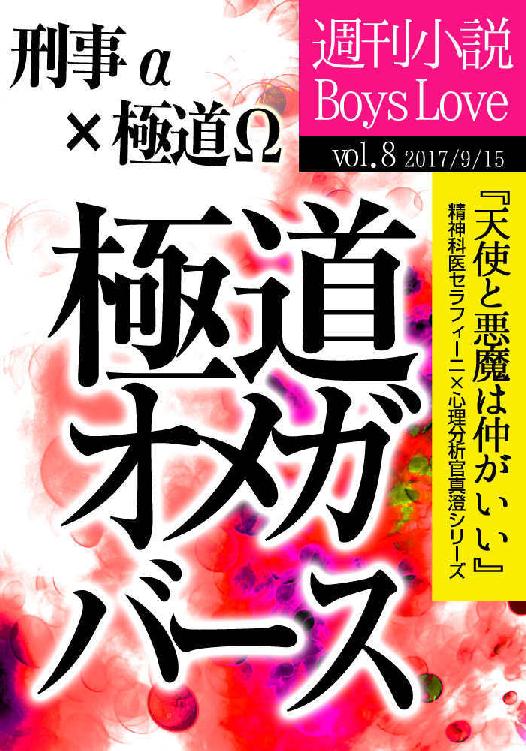 刑事α
×極道Ω
週刊小説
Boys Love
vol.8 2017/9/15
『天使と悪魔は仲がいい』
精神科医セラフィーニ×心理分析官真澄シリーズ
極道
オメガ
バース